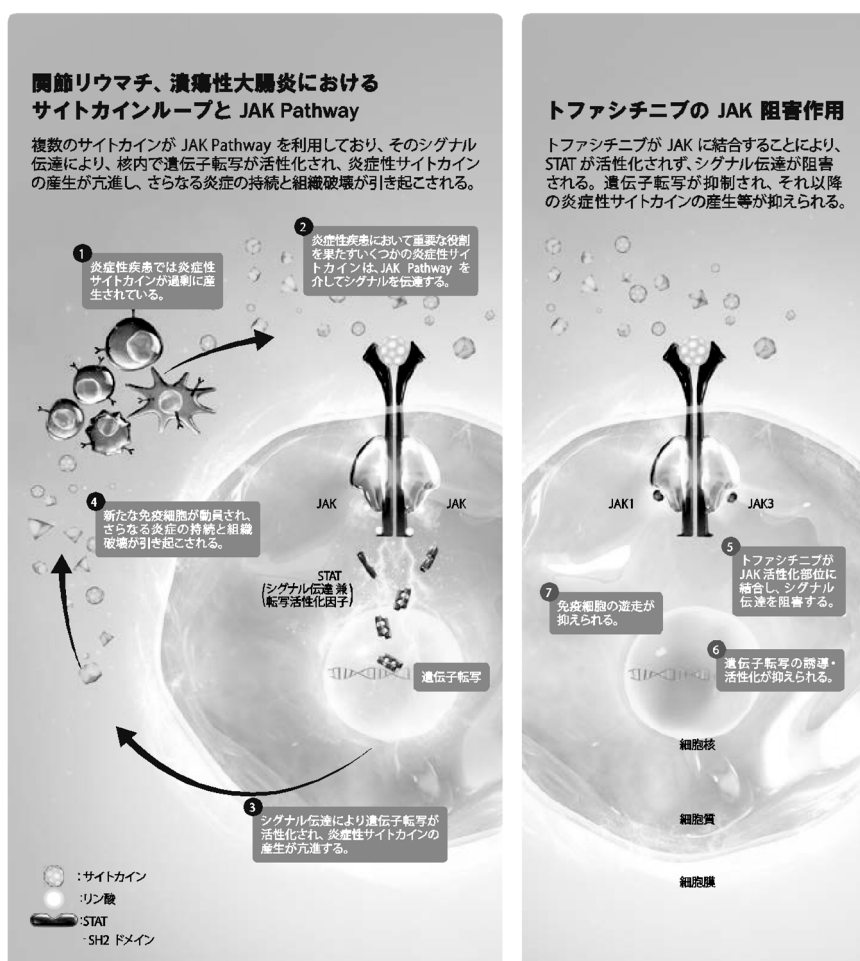 関節リウマチ、潰瘍性大腸炎における
サイトカインループと JAK Pathway
複数のサイトカインが JAK Pathway を利用しており、そのシグナル
伝達により、核内で遺伝子転写が活性化され、炎症性サイトカイン
の産生が亢進し、さらなる炎症の持続と組織破壊が引き起こされる。
1
炎症性疾患では炎症性
サイトカインが過剰に産
生されている。
2
炎症性疾患において重要な役割
を果たすいくつかの炎症性サイ
トカインは、JAK Pathway を
介してシグナルを伝達する。
JAK
JAK
4
新たな免疫細胞が動員され、
さらなる炎症の持続と組織
破壊が引き起こされる。
STAT
(シグナル伝達 兼
転写活性化因子)
遺伝子転写
3
シグナル伝達により遺伝子転写が
活性化され、炎症性サイトカインの
産生が亢進する。
:サイトカイン
:リン酸
:STAT
- SH2 ドメイン
トファシチニブの JAK 阻害作用
トファシチニブが JAK に結合することにより、
STAT が活性化されず、シグナル伝達が阻害
される。遺伝子転写が抑制され、それ以降
の炎症性サイトカインの産生等が抑えられる。
JAK1
JAK3
5
トファシチニブが
JAK 活性化部位に
結合し、シグナル
伝達を阻害する。
7
免疫細胞の遊走が
抑えられる。
6
遺伝子転写の誘導・
活性化が抑えられる。
細胞核
細胞質
細胞膜